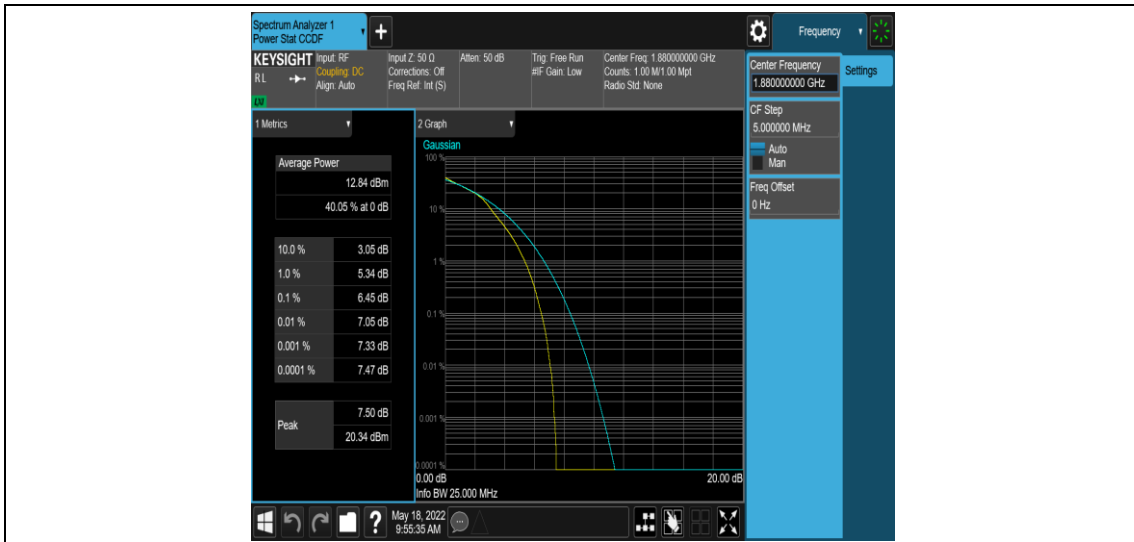 Spectrum Analyzer 1
Power Stat CCDF
Frequency
KEYSIGHT
RL
LXI
Input: RF
Coupling: DC
Align: Auto
Input Z: 50 Ω
Corrections: Off
Freq Ref: Int (S)
Atten: 50 dB
Trig: Free Run
#IF Gain: Low
Center Freq: 1.880000000 GHz
Counts: 1.00 M/1.00 Mpt
Radio Std: None
Center Frequency
1.880000000 GHz
Settings
CF Step
5.000000 MHz
Auto
Man
Freq Offset
0 Hz
1 Metrics
Average Power
12.84 dBm
40.05 % at 0 dB
10.0 % 3.05 dB
1.0 % 5.34 dB
0.1 % 6.45 dB
0.01 % 7.05 dB
0.001 % 7.33 dB
0.0001 % 7.47 dB
Peak
7.50 dB
20.34 dBm
2 Graph
Gaussian
100 %
10 %
1 %
0.1 %
0.01 %
0.001 %
0.0001 %
0.00 dB 20.00 dB
Info BW 25.000 MHz
?
May 18, 2022
9:55:35 AM